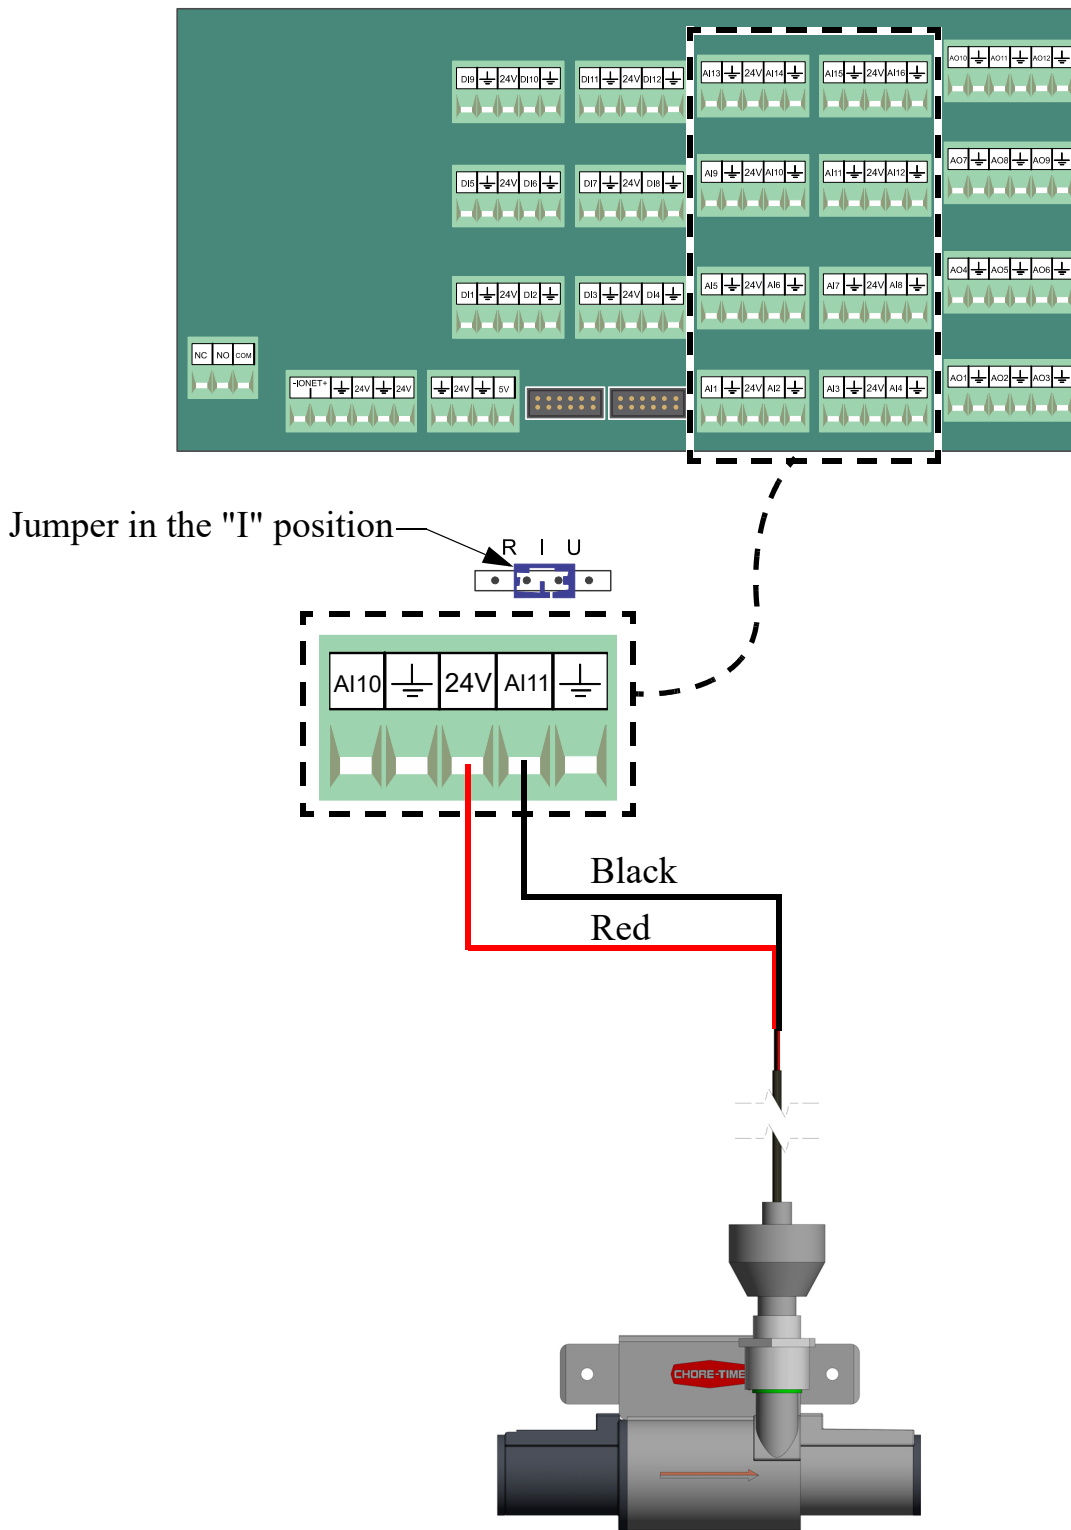 DI9 ⏚ 24V DI10 ⏚
DI11 ⏚ 24V DI12 ⏚
AI13 ⏚ 24V AI14 ⏚
AI15 ⏚ 24V AI16 ⏚
AO10 ⏚ AO11 ⏚ AO12 ⏚
DI5 ⏚ 24V DI6 ⏚
DI7 ⏚ 24V DI8 ⏚
AI9 ⏚ 24V AI10 ⏚
AI11 ⏚ 24V AI12 ⏚
AO7 ⏚ AO8 ⏚ AO9 ⏚
DI1 ⏚ 24V DI2 ⏚
DI3 ⏚ 24V DI4 ⏚
AI5 ⏚ 24V AI6 ⏚
AI7 ⏚ 24V AI8 ⏚
AO4 ⏚ AO5 ⏚ AO6 ⏚
NC NO COM
-IONET+ ⏚ 24V ⏚ 24V
⏚ 24V ⏚ 5V
AI1 ⏚ 24V AI2 ⏚
AI3 ⏚ 24V AI4 ⏚
AO1 ⏚ AO2 ⏚ AO3 ⏚
Jumper in the "I" position
R I U
AI10 ⏚ 24V AI11 ⏚
Black
Red
CHORE-TIME